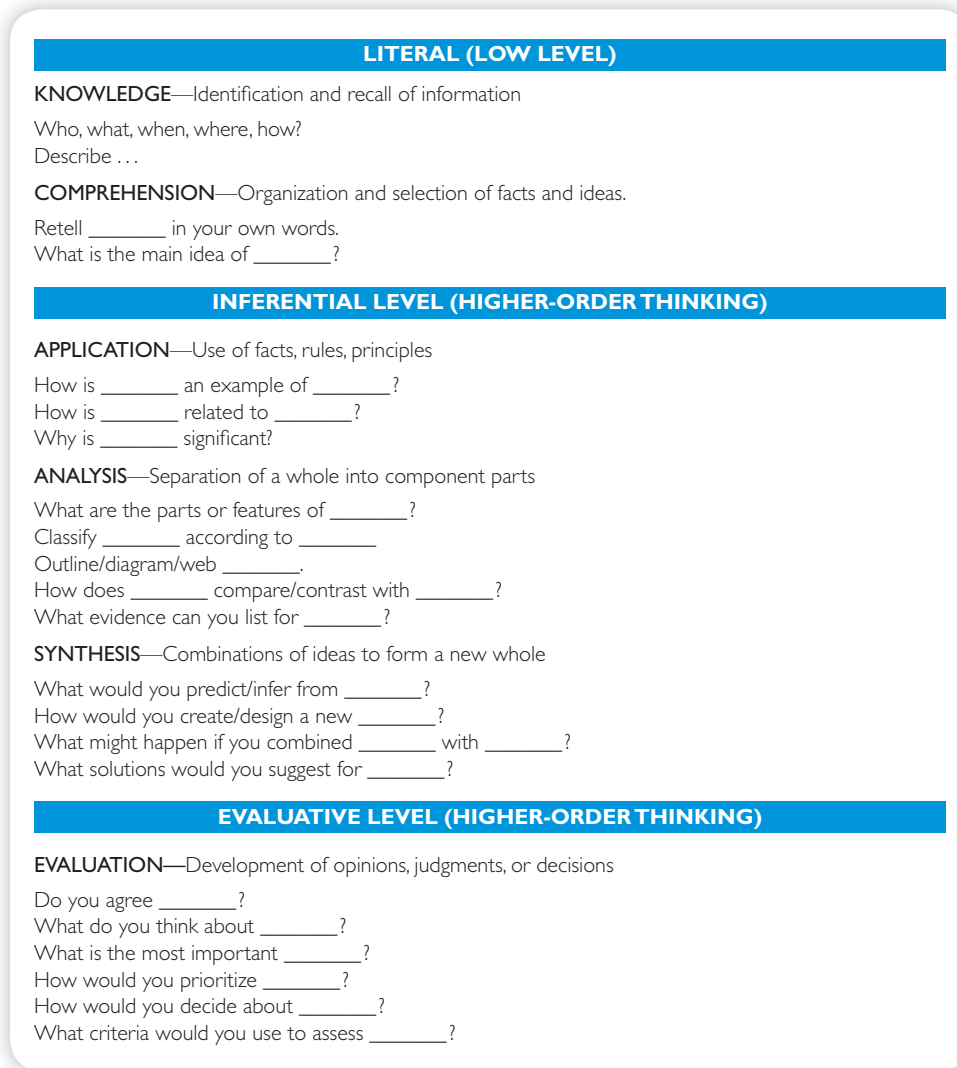 LITERAL (LOW LEVEL)
KNOWLEDGE—Identification and recall of information
Who, what, when, where, how?
Describe . . .
COMPREHENSION—Organization and selection of facts and ideas.
Retell _______ in your own words.
What is the main idea of _______?
INFERENTIAL LEVEL (HIGHER-ORDER THINKING)
APPLICATION—Use of facts, rules, principles
How is _______ an example of _______?
How is _______ related to _______?
Why is _______ significant?
ANALYSIS—Separation of a whole into component parts
What are the parts or features of _______?
Classify _______ according to _______
Outline/diagram/web _______.
How does _______ compare/contrast with _______?
What evidence can you list for _______?
SYNTHESIS—Combinations of ideas to form a new whole
What would you predict/infer from _______?
How would you create/design a new _______?
What might happen if you combined _______ with _______?
What solutions would you suggest for _______?
EVALUATIVE LEVEL (HIGHER-ORDER THINKING)
EVALUATION—Development of opinions, judgments, or decisions
Do you agree _______?
What do you think about _______?
What is the most important _______?
How would you prioritize _______?
How would you decide about _______?
What criteria would you use to assess _______?